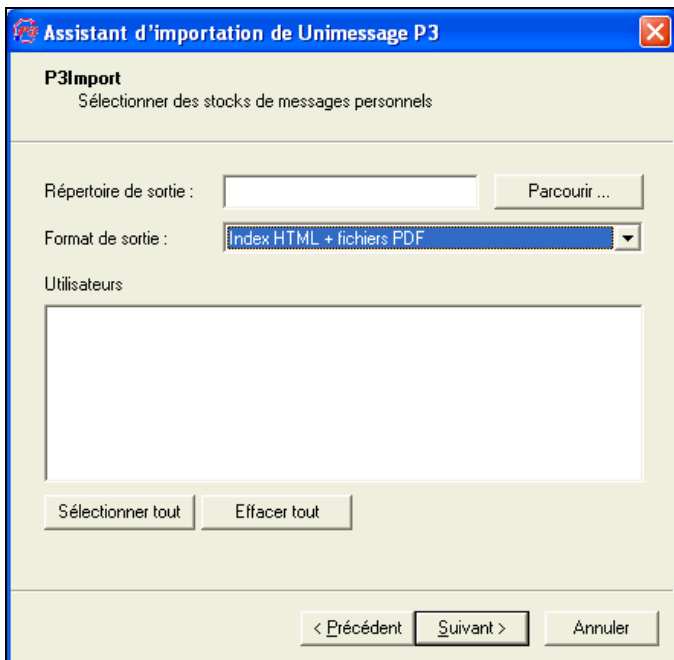 Assistant d'importation de Unimessage P3
P3Import
Sélectionner des stocks de messages personnels
Répertoire de sortie :
Parcourir ...
Format de sortie :
Index HTML + fichiers PDF
Utilisateurs
Sélectionner tout
Effacer tout
< Précédent
Suivant >
Annuler